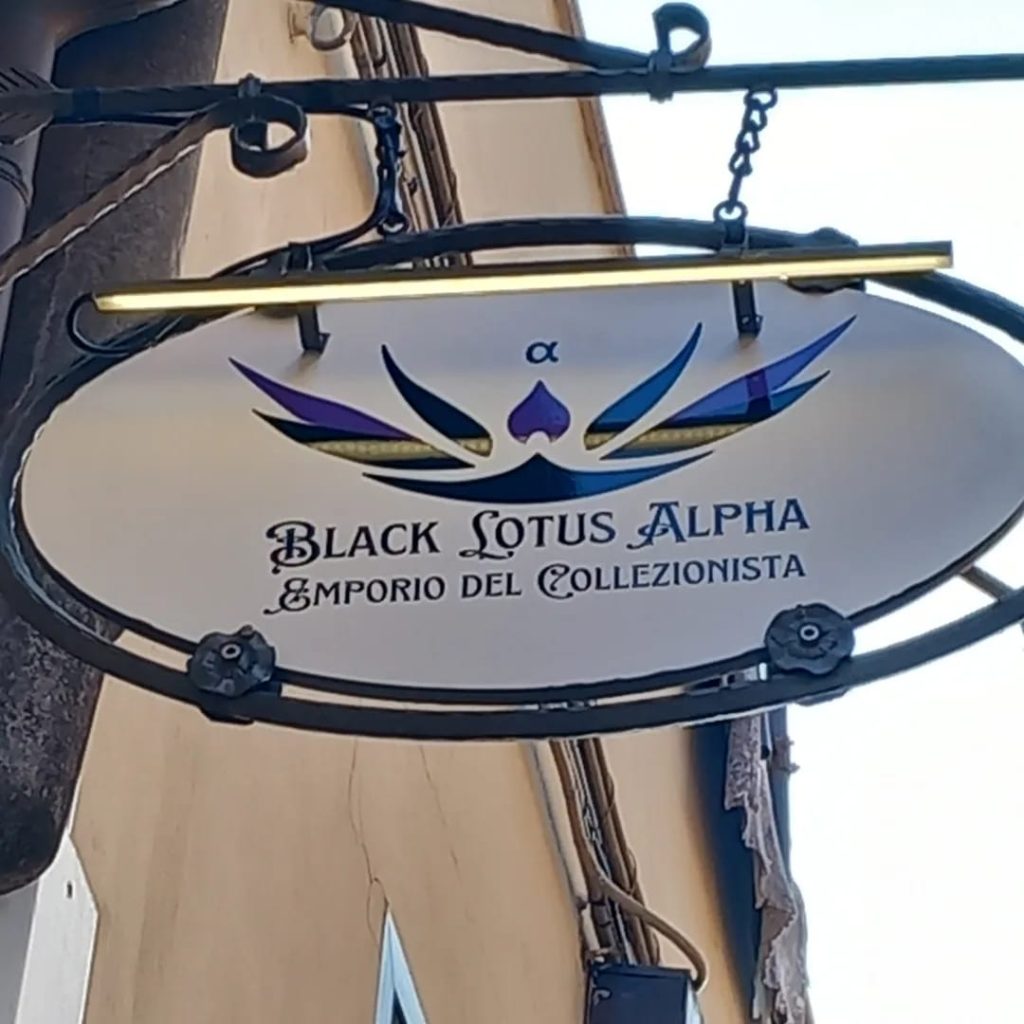 α
BLACK LOTUS ALPHA
EMPORIO DEL COLLEZIONISTA